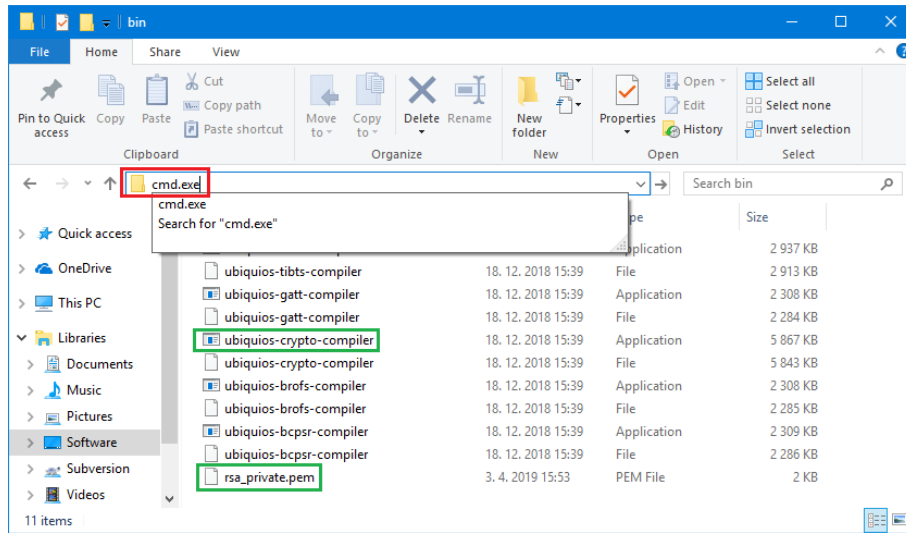 bin
File Home Share View
Pin to Quick access Copy Paste Cut Copy path Paste shortcut Move to Copy to Delete Rename New folder Properties Open Edit History Select all Select none Invert selection
Clipboard Organize New Open Select
cmd.exe Search bin
cmd.exe
Search for "cmd.exe"
Size
Quick access Application 2 937 KB
OneDrive ubiquios-tibts-compiler 18. 12. 2018 15:39 File 2 913 KB
ubiquios-gatt-compiler 18. 12. 2018 15:39 Application 2 308 KB
This PC ubiquios-gatt-compiler 18. 12. 2018 15:39 File 2 284 KB
Libraries ubiquios-crypto-compiler 18. 12. 2018 15:39 Application 5 867 KB
Documents ubiquios-crypto-compiler 18. 12. 2018 15:39 File 5 843 KB
Music ubiquios-brofs-compiler 18. 12. 2018 15:39 Application 2 308 KB
Pictures ubiquios-brofs-compiler 18. 12. 2018 15:39 File 2 285 KB
Software ubiquios-bcpsr-compiler 18. 12. 2018 15:39 Application 2 309 KB
Subversion ubiquios-bcpsr-compiler 18. 12. 2018 15:39 File 2 286 KB
Videos rsa_private.pem 3. 4. 2019 15:53 PEM File 2 KB
11 items